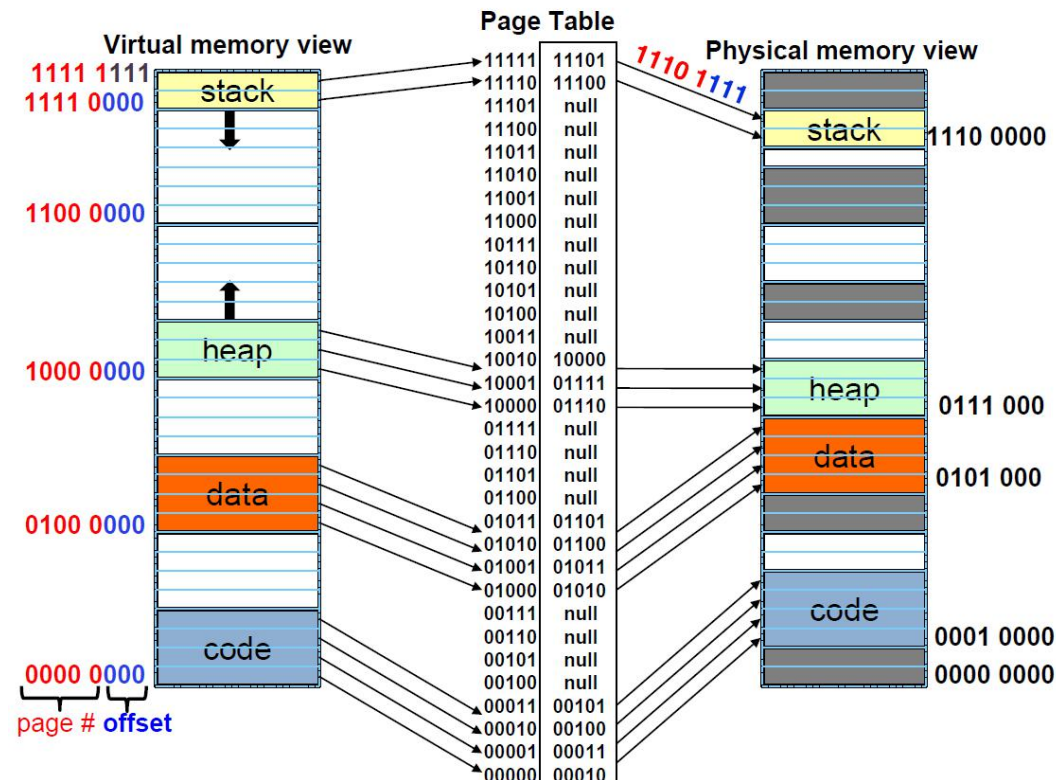 Page Table
Virtual memory view
Physical memory view
1111 1111
1111 0000
1100 0000
1000 0000
0100 0000
0000 0000
page # offset
stack
heap
data
code
11111 11101
11110 11100
11101 null
11100 null
11011 null
11010 null
11001 null
11000 null
10111 null
10110 null
10101 null
10100 null
10011 null
10010 10000
10001 01111
10000 01110
01111 null
01110 null
01101 null
01100 null
01011 01101
01010 01100
01001 01011
01000 01010
00111 null
00110 null
00101 null
00100 null
00011 00101
00010 00100
00001 00011
00000 00010
1110 1111
stack
heap
data
code
1110 0000
0111 000
0101 000
0001 0000
0000 0000